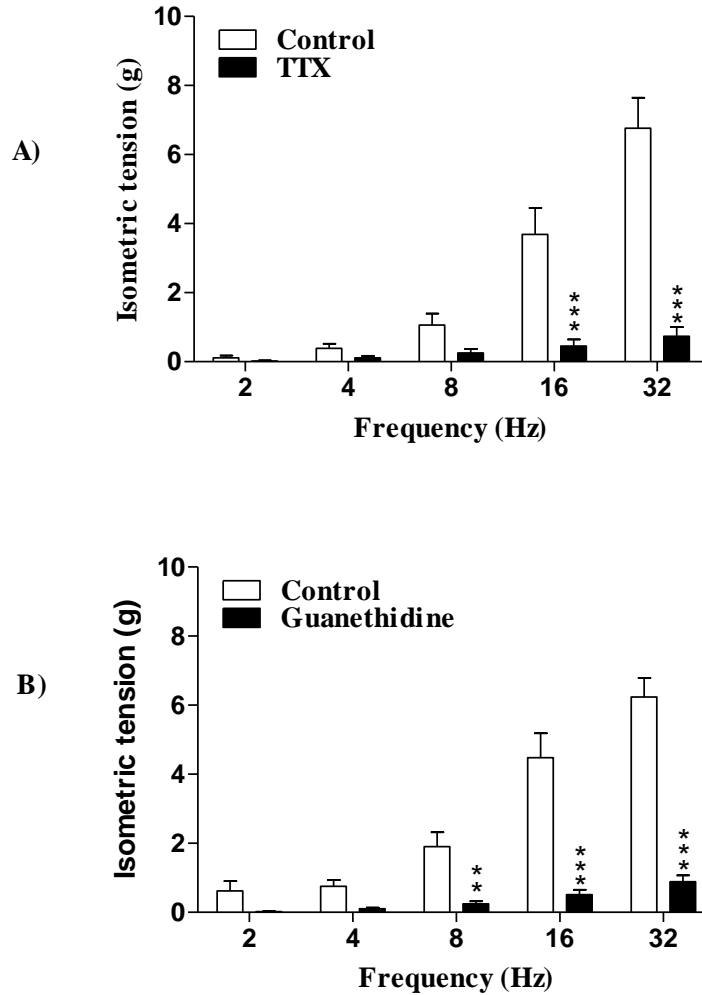 10
Control
TTX
8
6
4
2
0
Isometric tension (g)
A)
***
***
2 4 8 16 32
Frequency (Hz)
10
Control
Guanethidine
8
6
4
2
0
Isometric tension (g)
B)
**
***
***
2 4 8 16 32
Frequency (Hz)